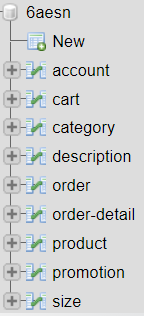 6aesn
New
account
cart
category
description
order
order-detail
product
promotion
size